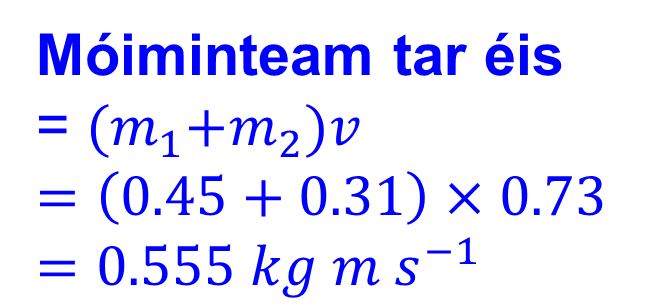 Móiminteam tar éis
= (m₁+m₂)v
= (0.45 + 0.31) × 0.73
= 0.555 kg m s⁻¹